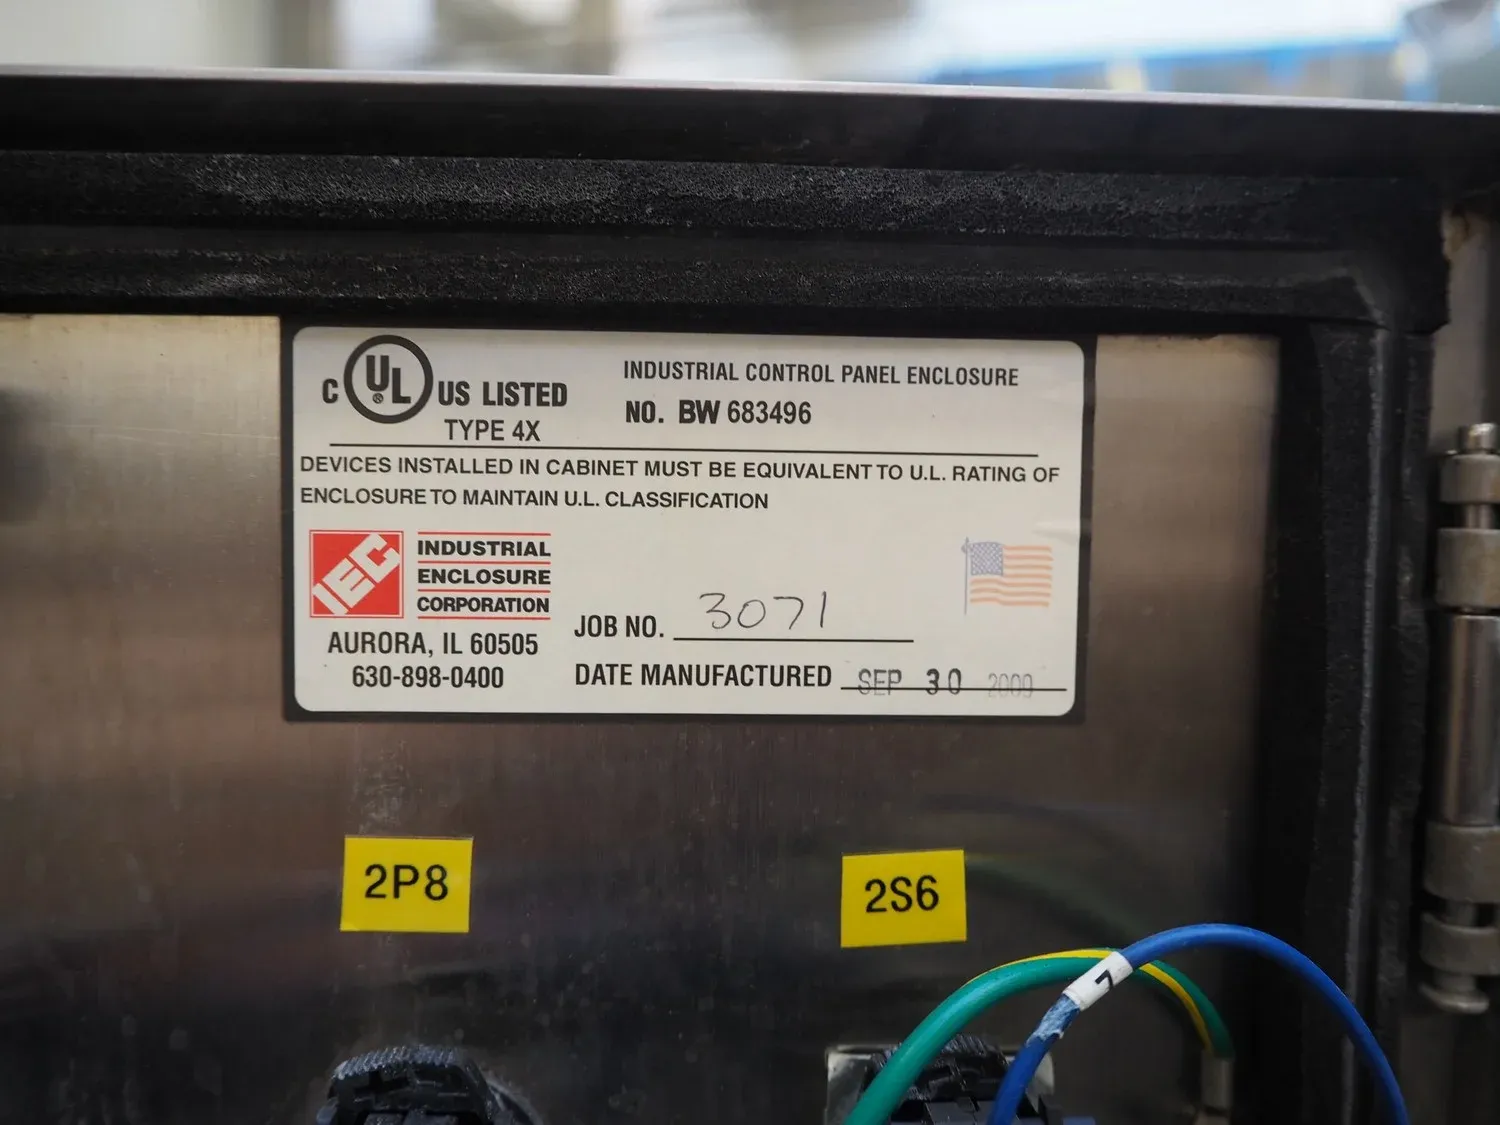 C UL® US LISTED
TYPE 4X
INDUSTRIAL CONTROL PANEL ENCLOSURE
NO. BW 683496
DEVICES INSTALLED IN CABINET MUST BE EQUIVALENT TO U.L. RATING OF
ENCLOSURE TO MAINTAIN U.L. CLASSIFICATION
IEC
INDUSTRIAL
ENCLOSURE
CORPORATION
AURORA, IL 60505
630-898-0400
JOB NO. 3071
DATE MANUFACTURED SEP 30 2009
2P8
2S6
7